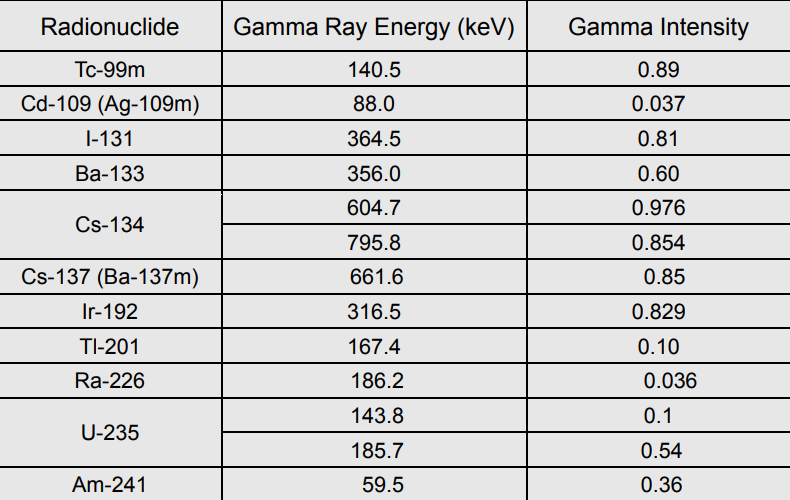 Radionuclide Gamma Ray Energy (keV) Gamma Intensity
Tc-99m 140.5 0.89
Cd-109 (Ag-109m) 88.0 0.037
I-131 364.5 0.81
Ba-133 356.0 0.60
Cs-134 604.7 0.976
795.8 0.854
Cs-137 (Ba-137m) 661.6 0.85
Ir-192 316.5 0.829
Tl-201 167.4 0.10
Ra-226 186.2 0.036
U-235 143.8 0.1
185.7 0.54
Am-241 59.5 0.36